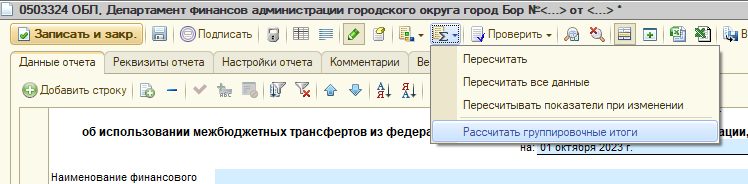 0503324 ОБЛ, Департамент финансов администрации городского округа город Бор №<...> от <...> *
Записать и закр. Подписать Проверить В
Данные отчета Реквизиты отчета Настройки отчета Комментарии Ве
Пересчитать
Пересчитать все данные
Пересчитывать показатели при изменении
Рассчитать группировочные итоги
Добавить строку
об использовании межбюджетных трансфертов из федера ции,
на: 01 октября 2023 г.
Наименование финансового